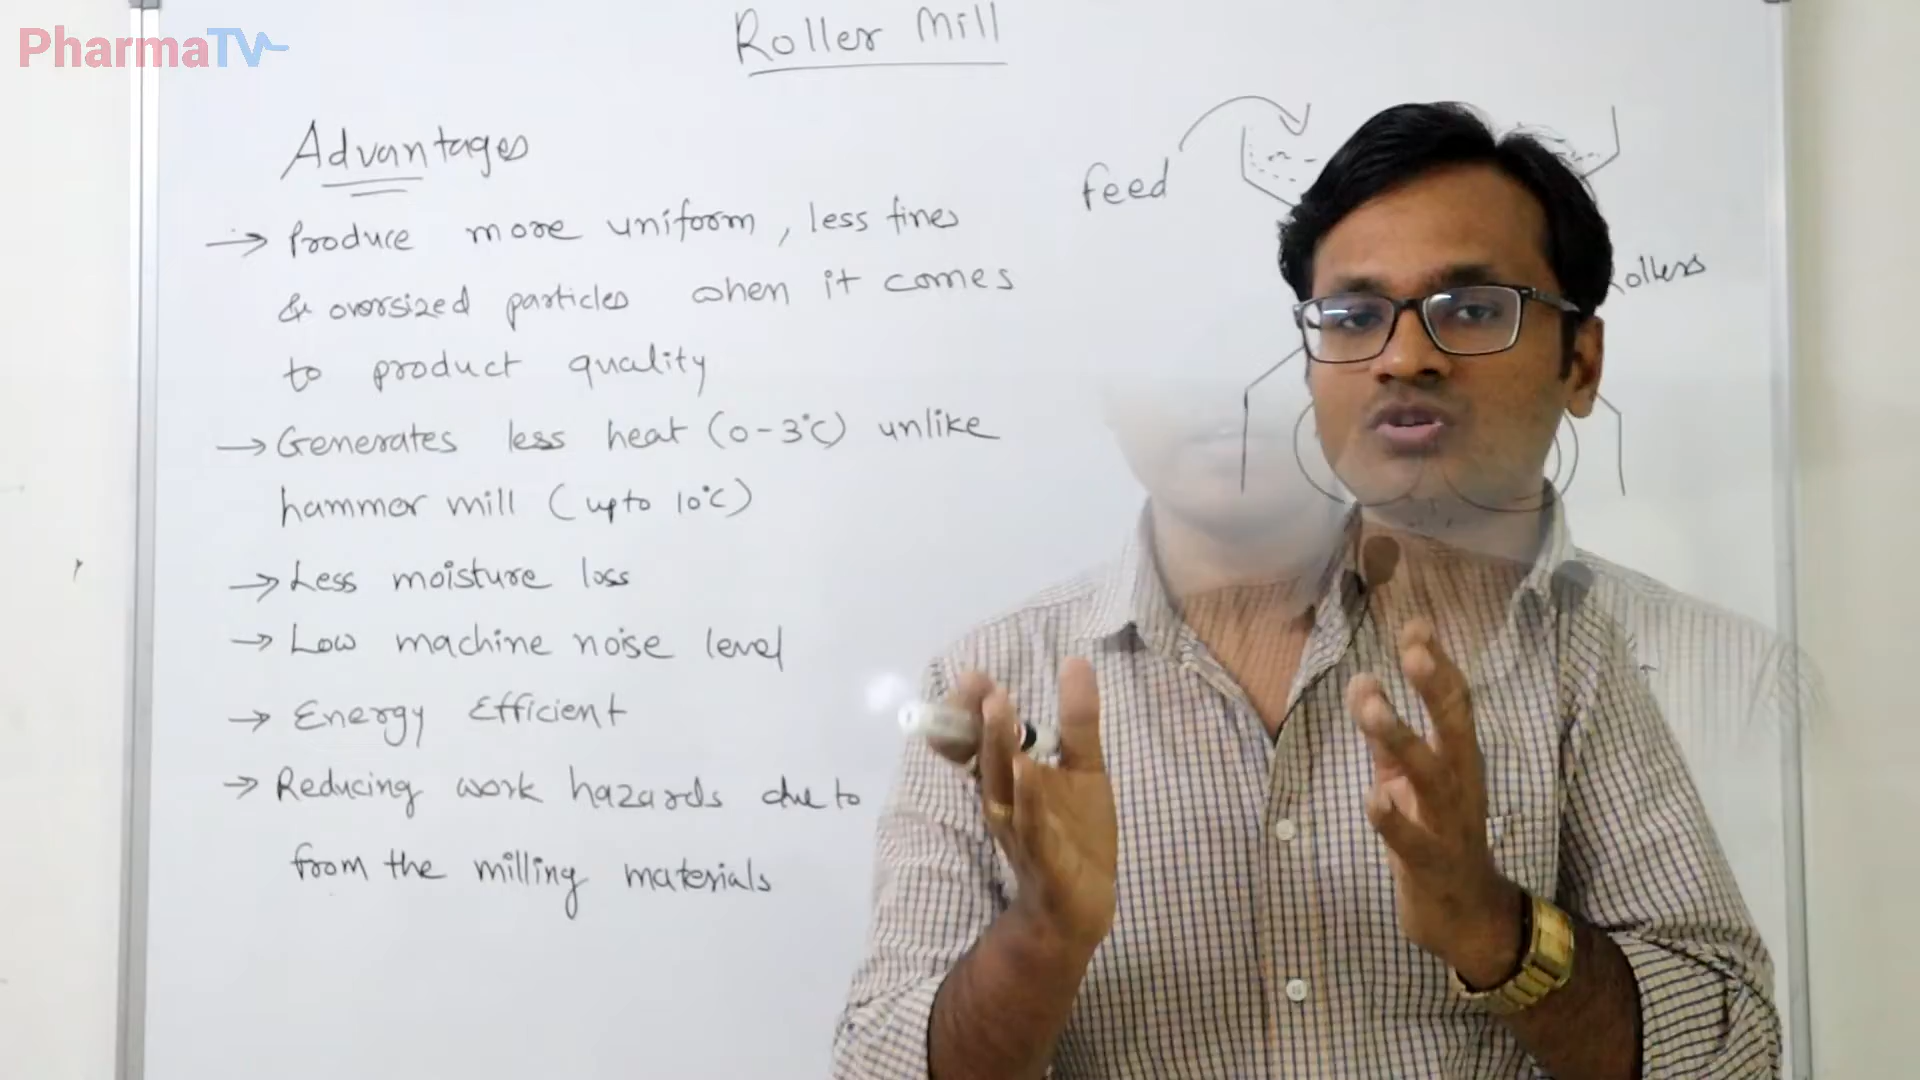 PharmaTV
Roller Mill
Advantages
→ Produce more uniform, less fines
& oversized particles when it comes
to product quality
→ Generates less heat (0-3°C) unlike
hammer mill (upto 10°C)
→ Less moisture loss
→ Low machine noise level
→ Energy Efficient
→ Reducing work hazards due to
from the milling materials
feed
Rollers